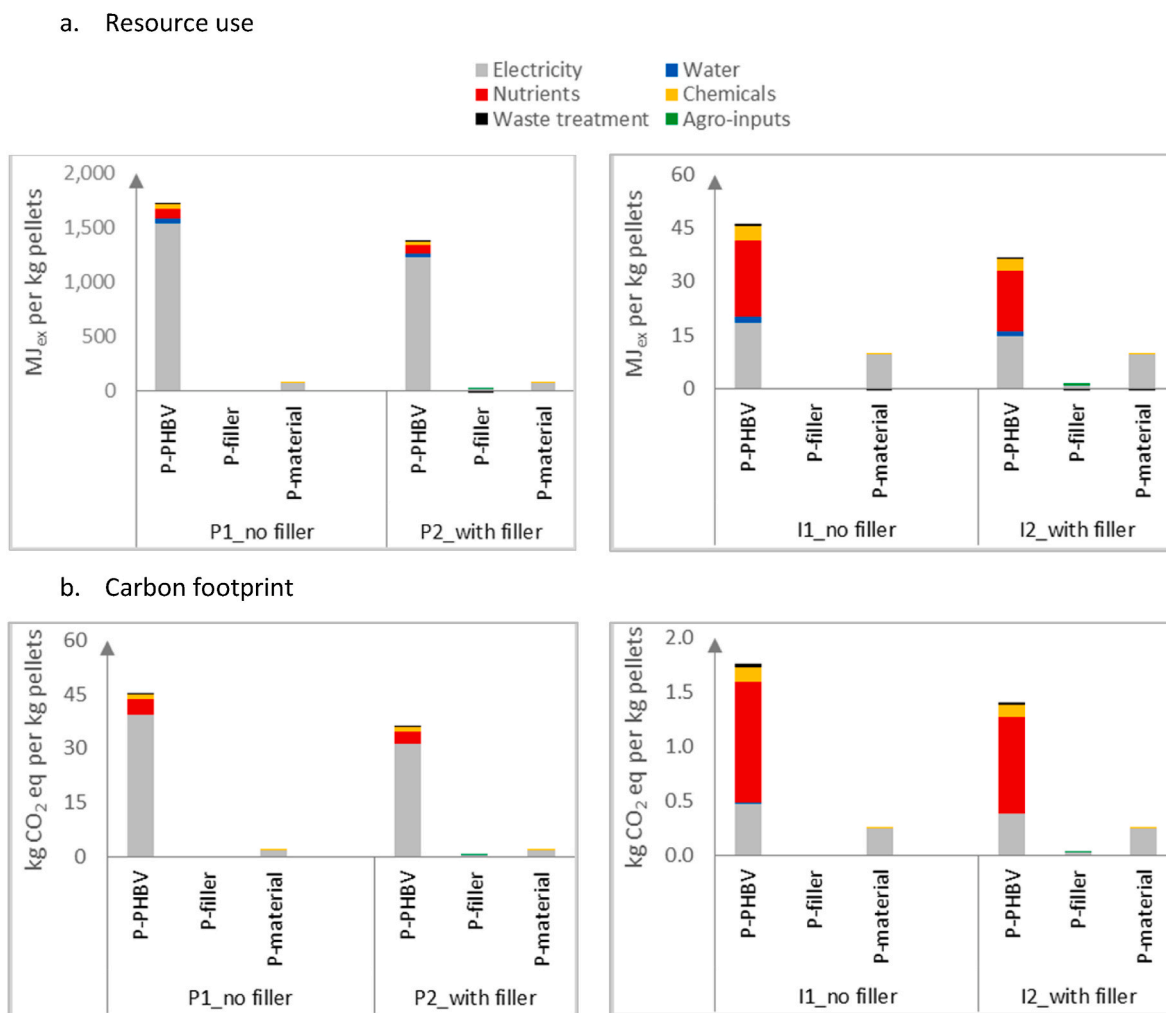 a. Resource use
Electricity Water
Nutrients Chemicals
Waste treatment Agro-inputs
MJex per kg pellets
2,000
1,500
1,000
500
0
P-PHBV
P-filler
P-material
P-PHBV
P-filler
P-material
P1_no filler P2_with filler
MJex per kg pellets
60
45
30
15
0
P-PHBV
P-filler
P-material
P-PHBV
P-filler
P-material
I1_no filler I2_with filler
b. Carbon footprint
kg CO2 eq per kg pellets
60
45
30
15
0
P-PHBV
P-filler
P-material
P-PHBV
P-filler
P-material
P1_no filler P2_with filler
kg CO2 eq per kg pellets
2.0
1.5
1.0
0.5
0.0
P-PHBV
P-filler
P-material
P-PHBV
P-filler
P-material
I1_no filler I2_with filler